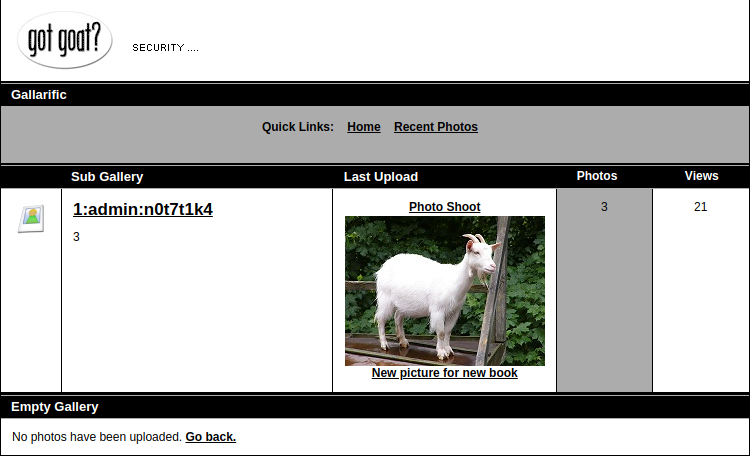 got goat?
SECURITY ....
Gallarific
Quick Links: Home Recent Photos
Sub Gallery Last Upload Photos Views
1:admin:n0t7t1k4 Photo Shoot 3 21
3
New picture for new book
Empty Gallery
No photos have been uploaded. Go back.